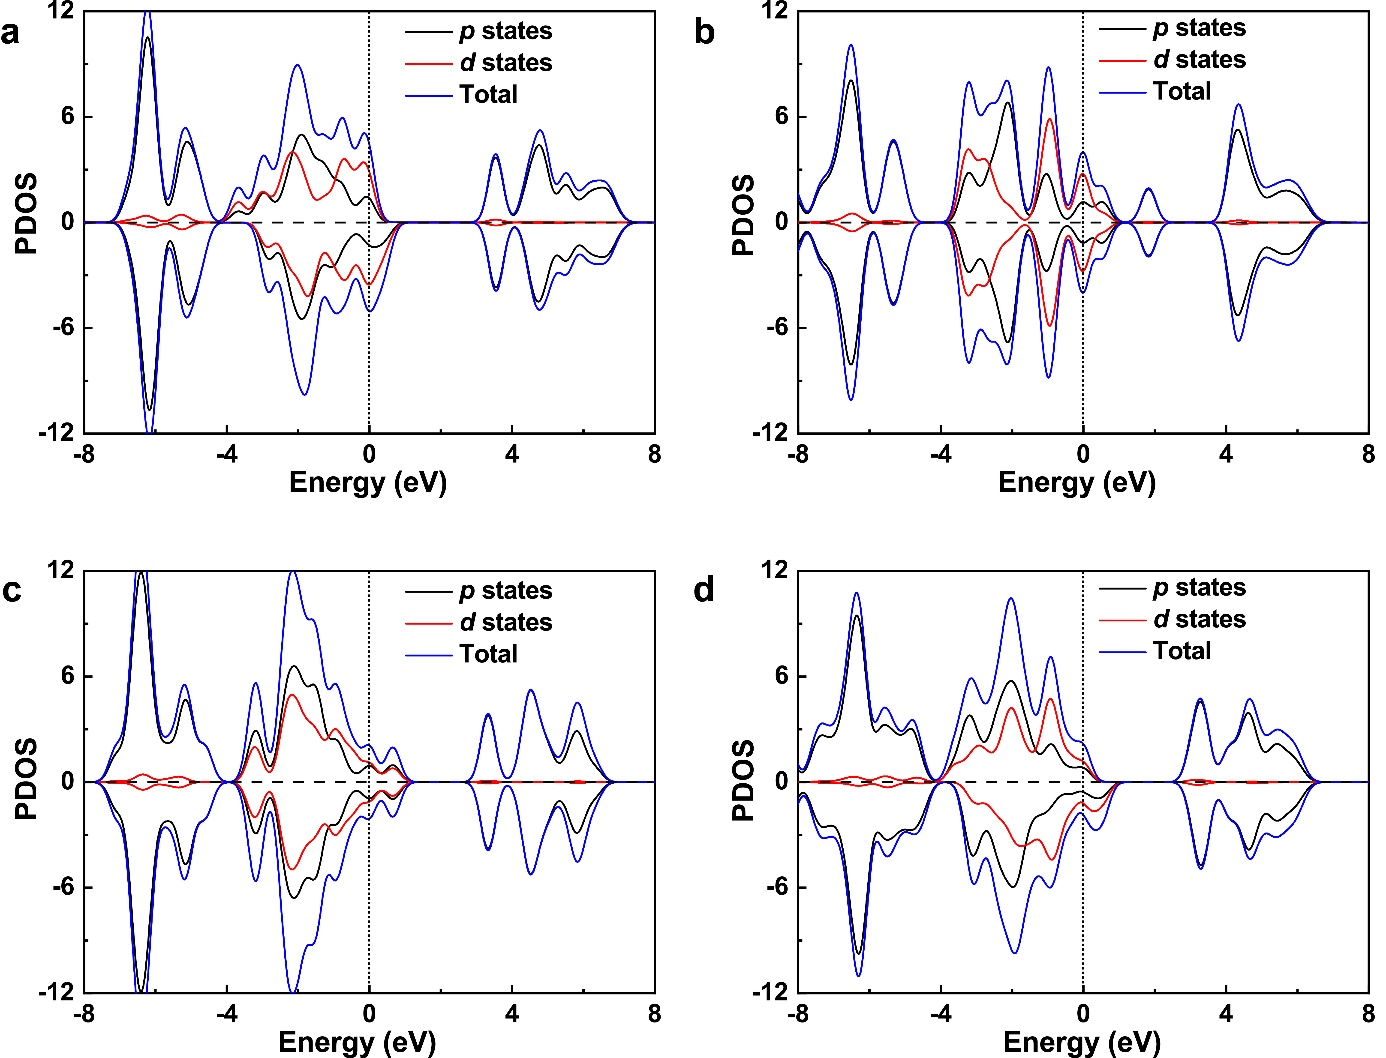 a
12
6
0
-6
-12
PDOS
-8
-4
0
4
8
Energy (eV)
p states
d states
Total
b
12
6
0
-6
-12
PDOS
-8
-4
0
4
8
Energy (eV)
p states
d states
Total
c
12
6
0
-6
-12
PDOS
-8
-4
0
4
8
Energy (eV)
p states
d states
Total
d
12
6
0
-6
-12
PDOS
-8
-4
0
4
8
Energy (eV)
p states
d states
Total